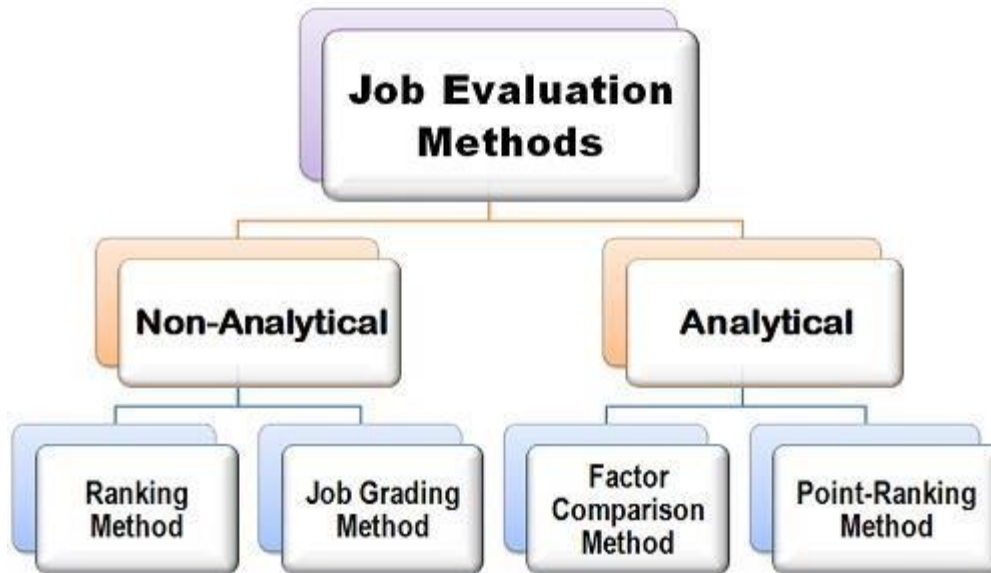 Job Evaluation
Methods
Non-Analytical
Analytical
Ranking
Method
Job Grading
Method
Factor
Comparison
Method
Point-Ranking
Method